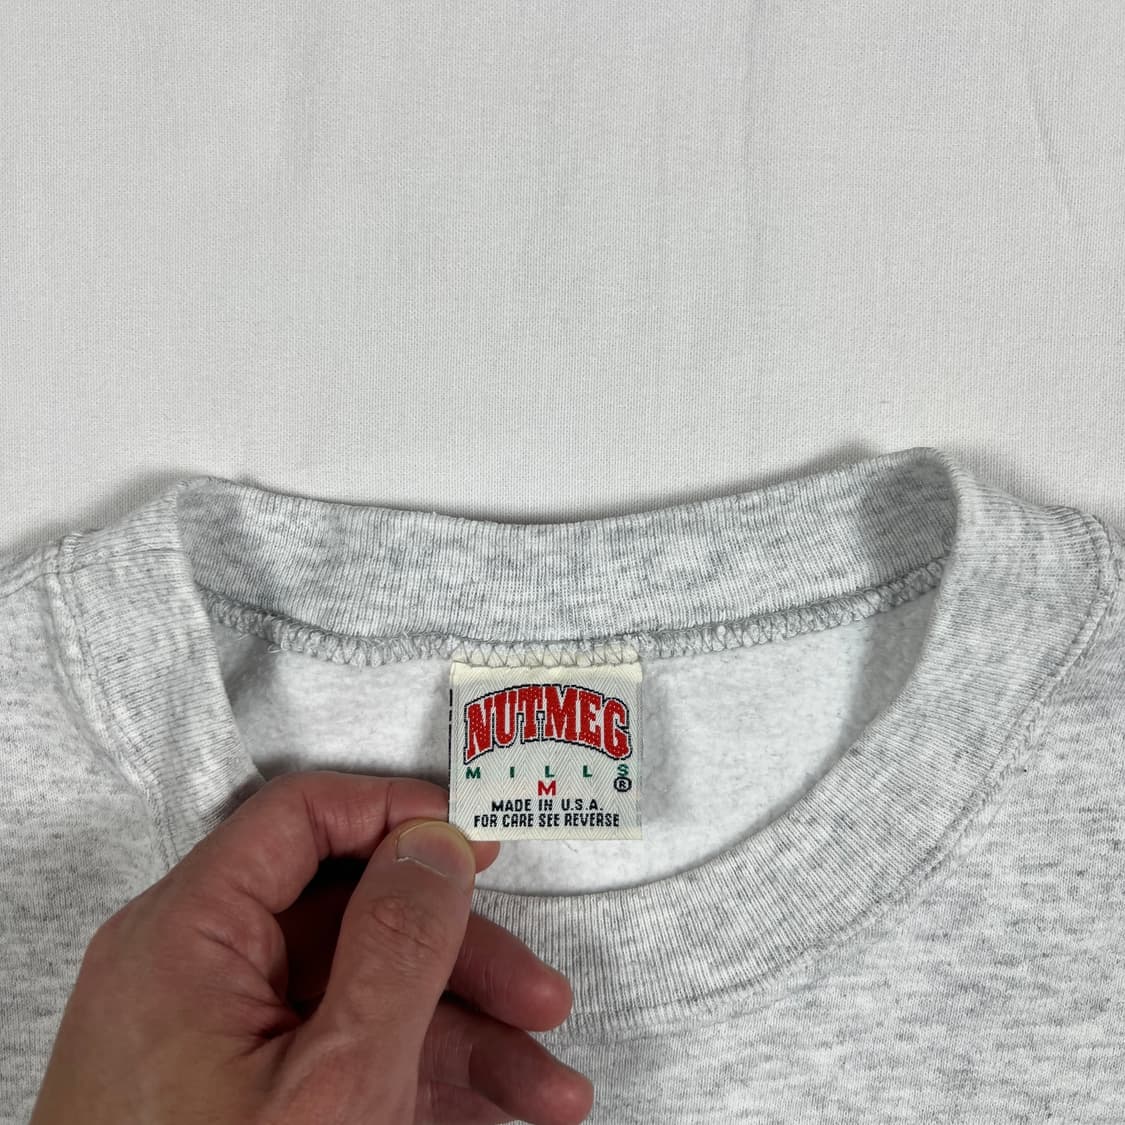 NUTMEG
MILLS
®
M
MADE IN U.S.A.
FOR CARE SEE REVERSE